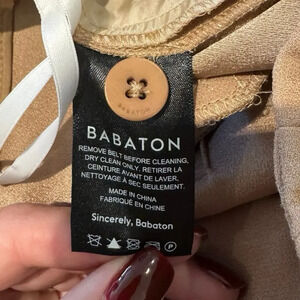 BABATON
BABATON
REMOVE BELT BEFORE CLEANING,
DRY CLEAN ONLY. RETIRER LA
CEINTURE AVANT DE LAVER,
NETTOYAGE À SEC SEULEMENT.
MADE IN CHINA
FABRIQUÉ EN CHINE
Sincerely, Babaton
P